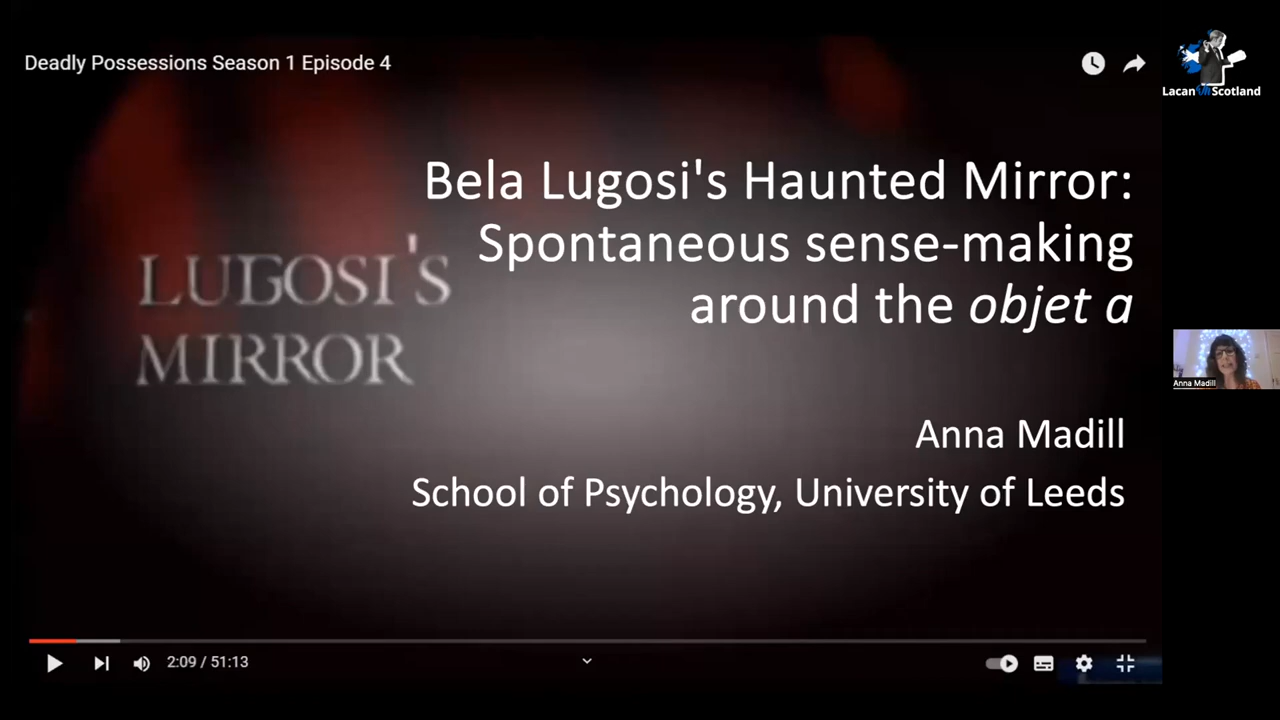 Deadly Possessions Season 1 Episode 4
Lacan in Scotland
Bela Lugosi's Haunted Mirror:
Spontaneous sense-making
around the objet a
LUGOSI'S
MIRROR
Anna Madill
Anna Madill
School of Psychology, University of Leeds
2:09 / 51:13